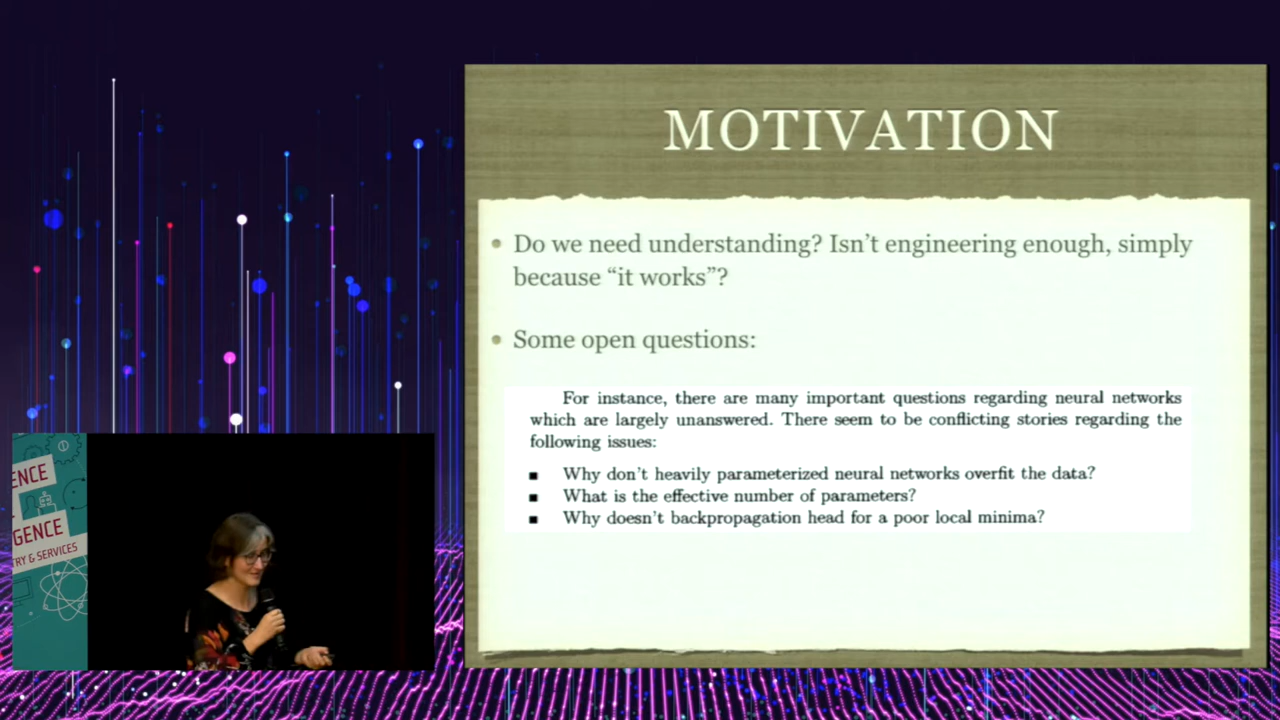 MOTIVATION
• Do we need understanding? Isn’t engineering enough, simply
because “it works”?
• Some open questions:
For instance, there are many important questions regarding neural networks
which are largely unanswered. There seem to be conflicting stories regarding the
following issues:
▪ Why don’t heavily parameterized neural networks overfit the data?
▪ What is the effective number of parameters?
▪ Why doesn’t backpropagation head for a poor local minima?
ENCE
GENCE
TRY & SERVICES